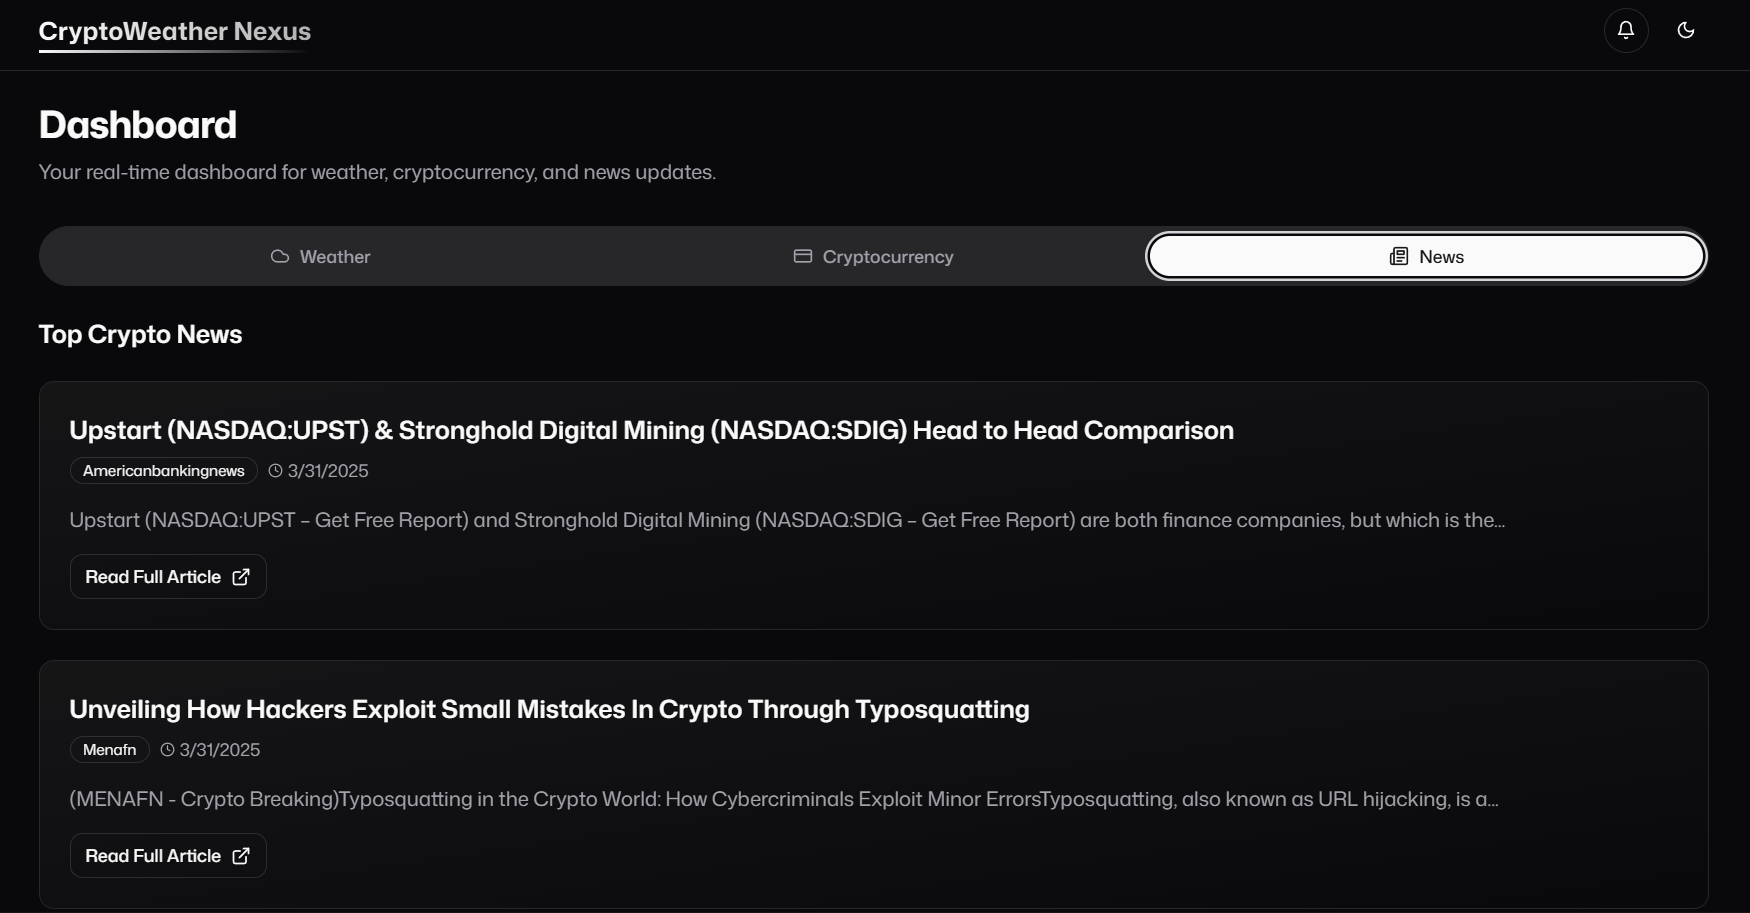 CryptoWeather Nexus
Dashboard
Your real-time dashboard for weather, cryptocurrency, and news updates.
Weather
Cryptocurrency
News
Top Crypto News
Upstart (NASDAQ:UPST) & Stronghold Digital Mining (NASDAQ:SDIG) Head to Head Comparison
Americanbankingnews 3/31/2025
Upstart (NASDAQ:UPST – Get Free Report) and Stronghold Digital Mining (NASDAQ:SDIG – Get Free Report) are both finance companies, but which is the...
Read Full Article
Unveiling How Hackers Exploit Small Mistakes In Crypto Through Typosquatting
Menafn 3/31/2025
(MENAFN - Crypto Breaking)Typosquatting in the Crypto World: How Cybercriminals Exploit Minor ErrorsTyposquatting, also known as URL hijacking, is a...
Read Full Article